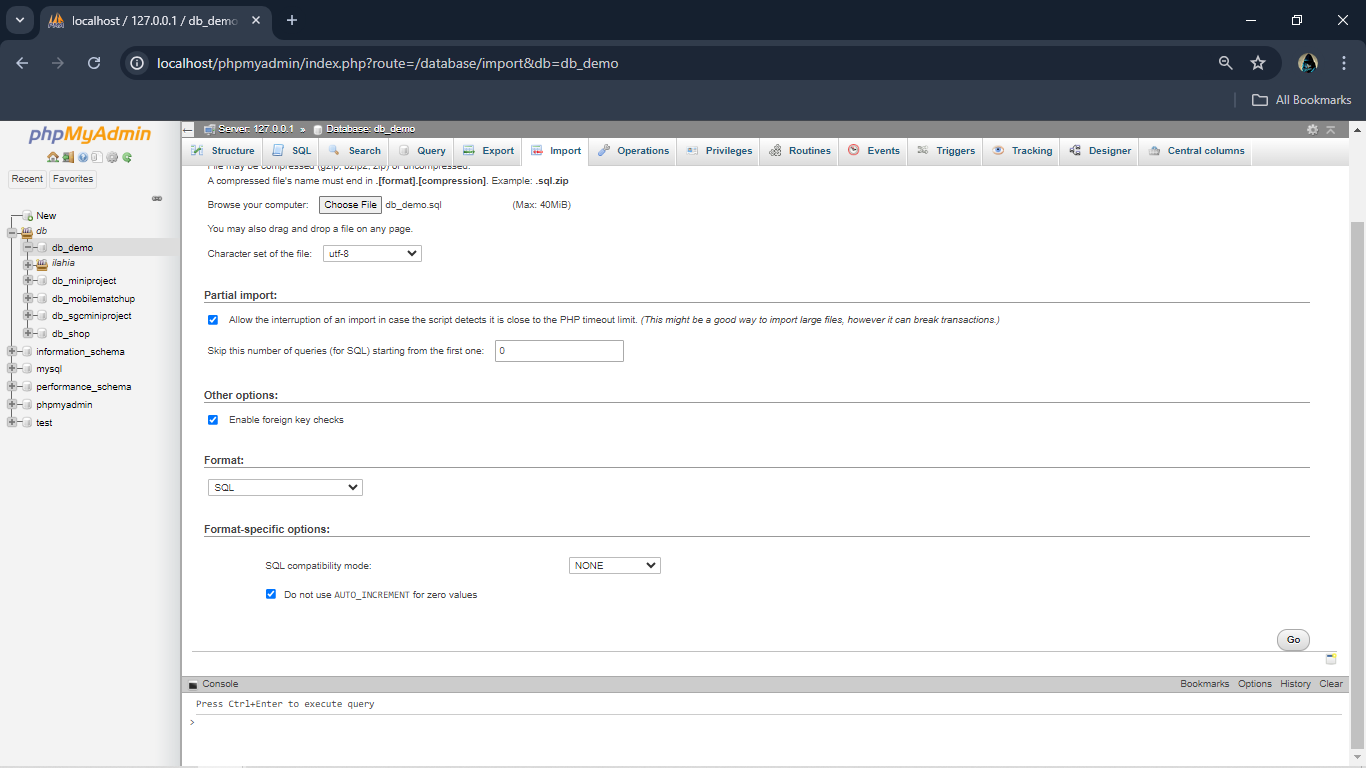 localhost / 127.0.0.1 / db_demo
localhost/phpmyadmin/index.php?route=/database/import&db=db_demo
All Bookmarks
phpMyAdmin
Recent Favorites
New
db
db_demo
ilahia
db_miniproject
db_mobilematchup
db_sgcminiproject
db_shop
information_schema
mysql
performance_schema
phpmyadmin
test
Server: 127.0.0.1 » Database: db_demo
Structure SQL Search Query Export Import Operations Privileges Routines Events Triggers Tracking Designer Central columns
File may be compressed (gzip, bzip2, zip) or uncompressed.
A compressed file's name must end in .[format].[compression]. Example: .sql.zip
Browse your computer: Choose File db_demo.sql (Max: 40MiB)
You may also drag and drop a file on any page.
Character set of the file: utf-8
Partial import:
Allow the interruption of an import in case the script detects it is close to the PHP timeout limit. (This might be a good way to import large files, however it can break transactions.)
Skip this number of queries (for SQL) starting from the first one: 0
Other options:
Enable foreign key checks
Format:
SQL
Format-specific options:
SQL compatibility mode: NONE
Do not use AUTO_INCREMENT for zero values
Go
Console Bookmarks Options History Clear
Press Ctrl+Enter to execute query
>